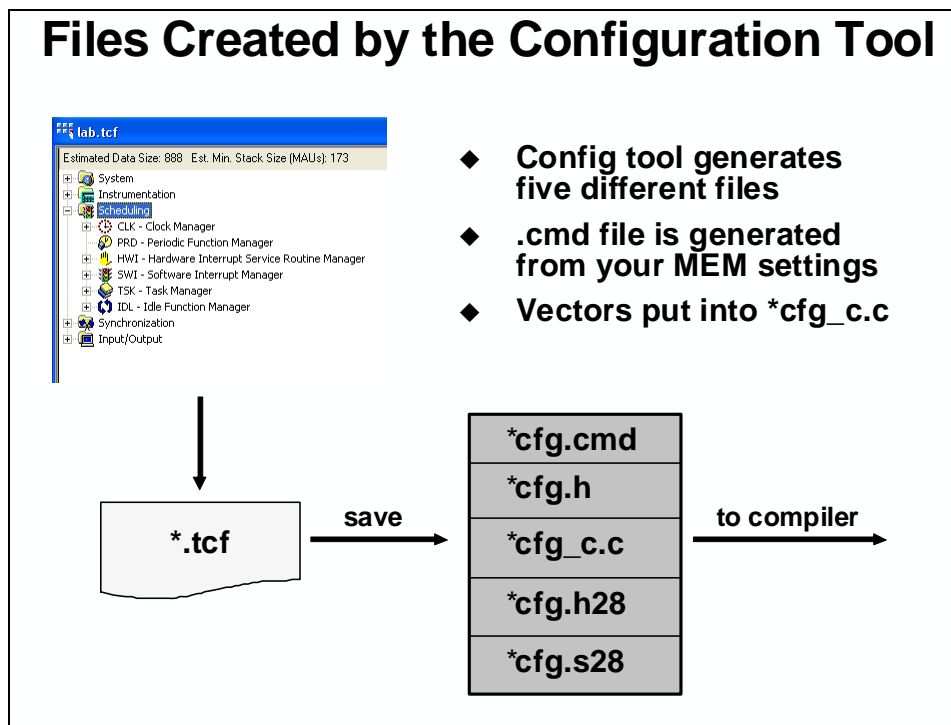 Files Created by the Configuration Tool
lab.tcf
Estimated Data Size: 888 Est. Min. Stack Size (MAUs): 173
System
Instrumentation
Scheduling
CLK - Clock Manager
PRD - Periodic Function Manager
HWI - Hardware Interrupt Service Routine Manager
SWI - Software Interrupt Manager
TSK - Task Manager
IDL - Idle Function Manager
Synchronization
Input/Output
◆ Config tool generates
five different files
◆ .cmd file is generated
from your MEM settings
◆ Vectors put into *cfg_c.c
*.tcf
save
*cfg.cmd
*cfg.h
*cfg_c.c
*cfg.h28
*cfg.s28
to compiler